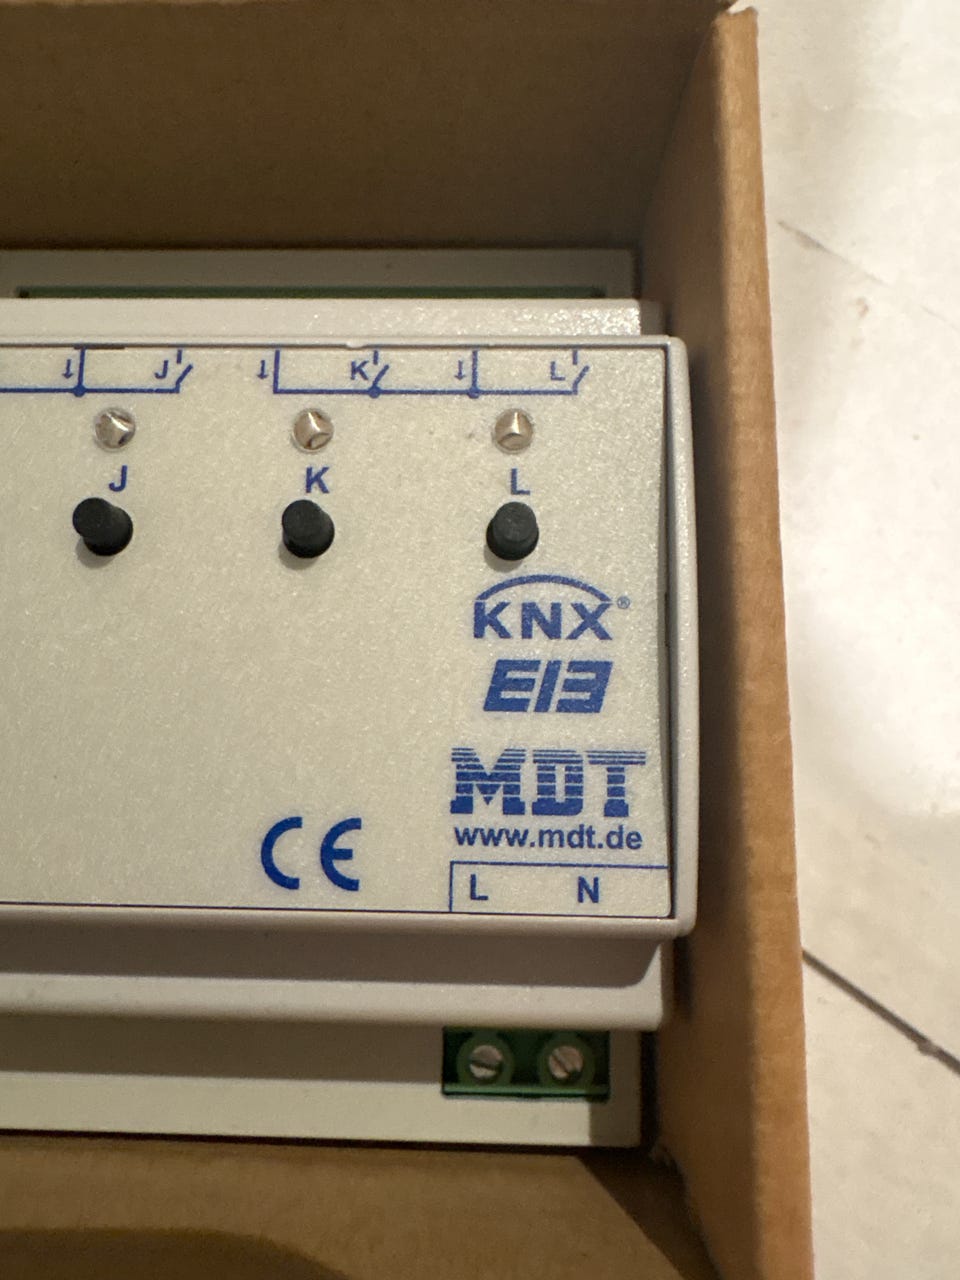 ↓ J ↓ K ↓ L
J K L
KNX®
EIB
MDT
www.mdt.de
CE
L N